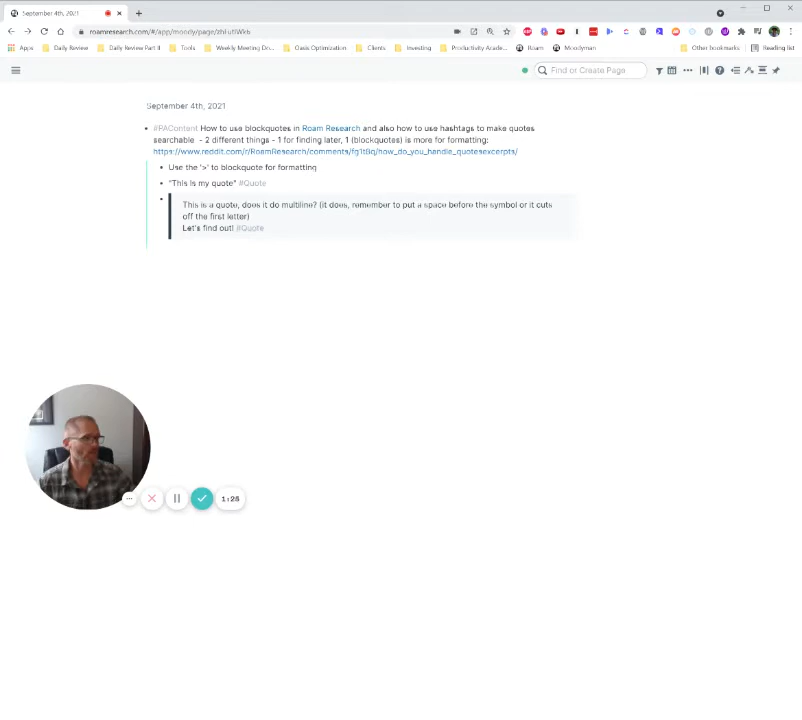 September 4th, 2021
roamresearch.com/#/app/moody/page/
Apps
Daily Review
Daily Review Part II
Tools
Weekly Meeting Dru...
Oasis Optimization
Clients
Investing
Productivity Acade...
Roam
Moodyman
Other bookmarks
Reading list
Find or Create Page
September 4th, 2021
#PAContent How to use blockquotes in Roam Research and also how to use hashtags to make quotes
searchable - 2 different things - 1 for finding later, 1 (blockquotes) is more for formatting:
https://www.reddit.com/r/RoamResearch/comments/fg1t8q/how_do_you_handle_quotesexcerpts/
Use the '>' to blockquote for formatting
"This is my quote" #Quote
This is a quote, does it do multiline? (it does, remember to put a space before the symbol or it cuts
off the first letter)
Let's find out! #Quote
1:28